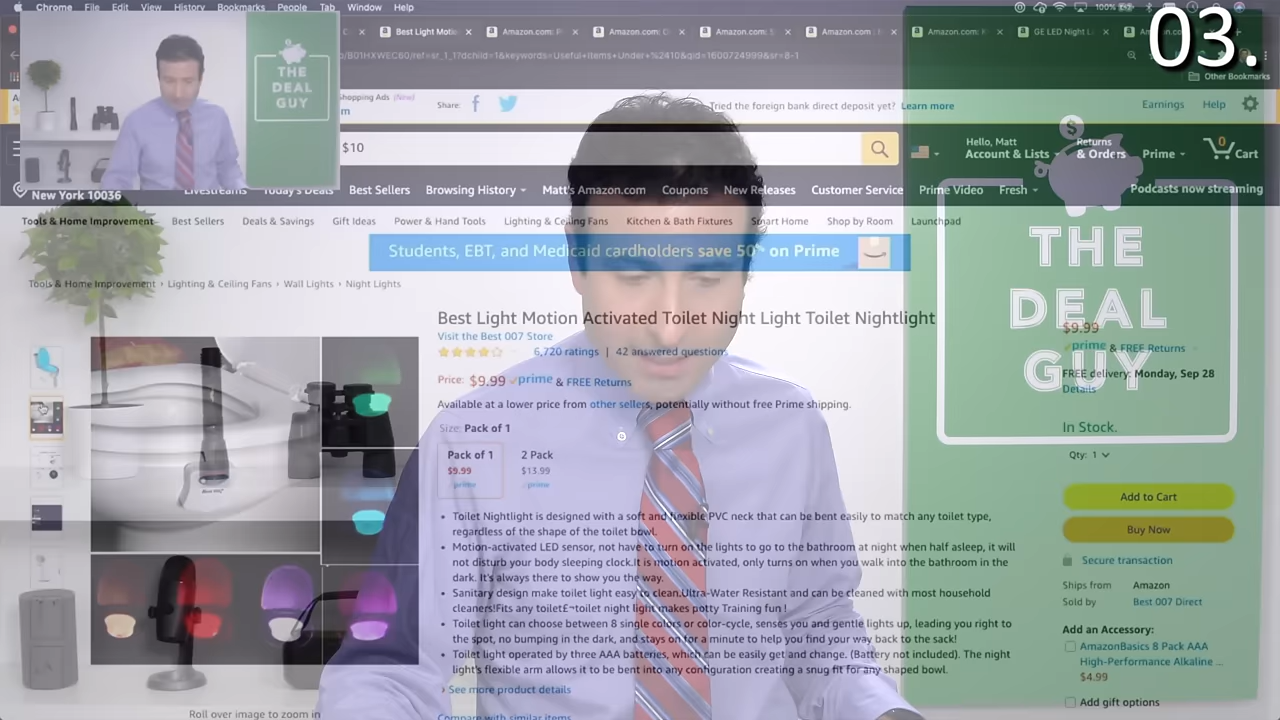 Chrome File Edit View History Bookmarks People Tab Window Help
100%
03.
Best Light Motio
Amazon.com: P
Amazon.com: C
Amazon.com: S
Amazon.com
Amazon.com: K
GE LED Night L
Other Bookmarks
THE
DEAL
GUY
Shopping Ads
Share:
Tried the foreign bank direct deposit yet? Learn more
Earnings Help
$10
Hello, Matt
Account & Lists
Returns
& Orders
Prime
0
Cart
New York 10036
Livestreams Today's Deals Best Sellers Browsing History Matt's Amazon.com Coupons New Releases Customer Service Prime Video Fresh Podcasts now streaming
Tools & Home Improvement Best Sellers Deals & Savings Gift Ideas Power & Hand Tools Lighting & Ceiling Fans Kitchen & Bath Fixtures Smart Home Shop by Room Launchpad
Students, EBT, and Medicaid cardholders save 50% on Prime
Tools & Home Improvement › Lighting & Ceiling Fans › Wall Lights › Night Lights
THE
DEAL
GUY
Best Light Motion Activated Toilet Night Light Toilet Nightlight
Visit the Best 007 Store
6,720 ratings | 42 answered questions
Price: $9.99 prime & FREE Returns
Available at a lower price from other sellers, potentially without free Prime shipping.
Size: Pack of 1
Pack of 1
$9.99
prime
2 Pack
$13.99
prime
• Toilet Nightlight is designed with a soft and flexible PVC neck that can be bent easily to match any toilet type,
regardless of the shape of the toilet bowl.
• Motion-activated LED sensor, not have to turn on the lights to go to the bathroom at night when half asleep, it will
not disturb your body sleeping clock.It is motion activated, only turns on when you walk into the bathroom in the
dark. It's always there to show you the way.
• Sanitary design make toilet light easy to clean.Ultra-Water Resistant and can be cleaned with most household
cleaners!Fits any toilet£¬toilet night light makes potty Training fun !
• Toilet light can choose between 8 single colors or color-cycle, senses you and gentle lights up, leading you right to
the spot, no bumping in the dark, and stays on for a minute to help you find your way back to the sack!
• Toilet light operated by three AAA batteries, which can be easily get and change. (Battery not included). The night
light's flexible arm allows it to be bent into any configuration creating a snug fit for any shaped bowl.
› See more product details
Compare with similar items
Roll over image to zoom in
$9.99
prime & FREE Returns
FREE delivery: Monday, Sep 28
Details
In Stock.
Qty: 1
Add to Cart
Buy Now
Secure transaction
Ships from Amazon
Sold by Best 007 Direct
Add an Accessory:
AmazonBasics 8 Pack AAA
High-Performance Alkaline ...
$4.99
Add gift options